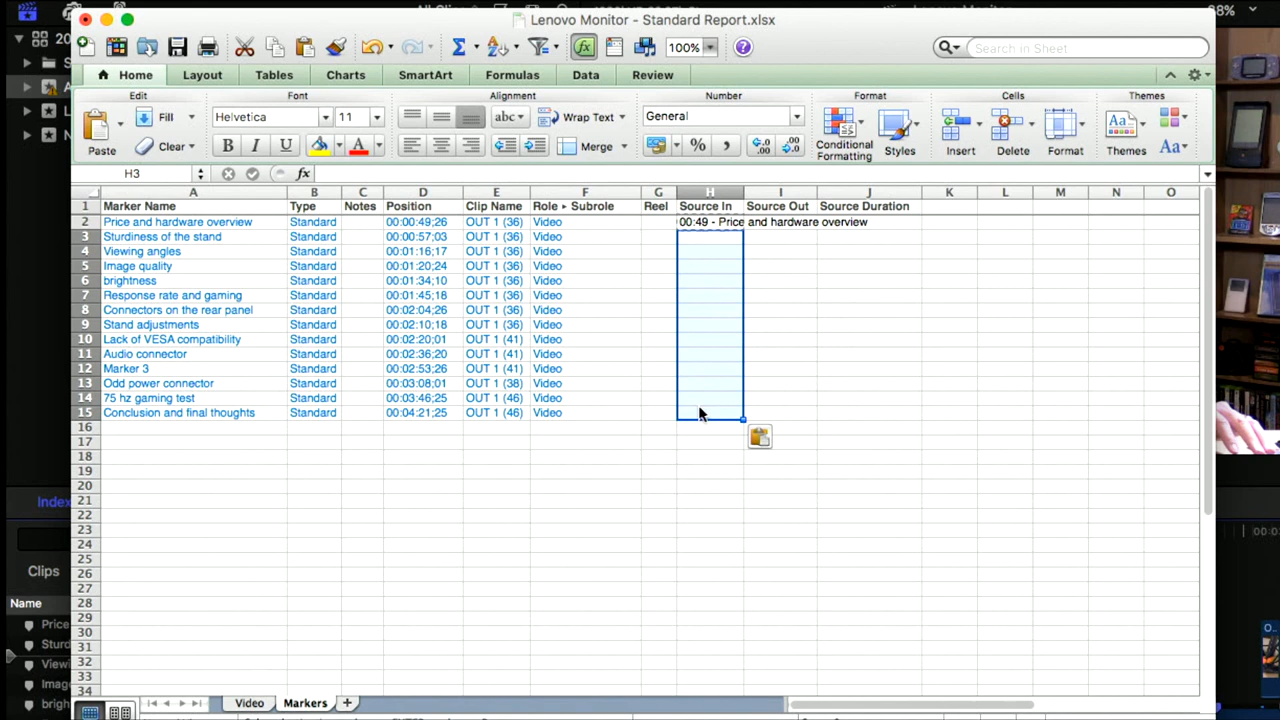 Lenovo Monitor - Standard Report.xlsx
98%
100%
Search in Sheet
Home Layout Tables Charts SmartArt Formulas Data Review
Edit Font Alignment Number Format Cells Themes
Fill Helvetica 11 abc Wrap Text General
Paste Clear B I U A Merge % , Conditional Formatting Styles Insert Delete Format Themes Aa
H3 fx
A B C D E F G H I J K L M N O
1 Marker Name Type Notes Position Clip Name Role ▸ Subrole Reel Source In Source Out Source Duration
2 Price and hardware overview Standard 00:00:49;26 OUT 1 (36) Video 00:49 - Price and hardware overview
3 Sturdiness of the stand Standard 00:00:57;03 OUT 1 (36) Video
4 Viewing angles Standard 00:01:16;17 OUT 1 (36) Video
5 Image quality Standard 00:01:20;24 OUT 1 (36) Video
6 brightness Standard 00:01:34;10 OUT 1 (36) Video
7 Response rate and gaming Standard 00:01:45;18 OUT 1 (36) Video
8 Connectors on the rear panel Standard 00:02:04;26 OUT 1 (36) Video
9 Stand adjustments Standard 00:02:10;18 OUT 1 (36) Video
10 Lack of VESA compatibility Standard 00:02:20;01 OUT 1 (41) Video
11 Audio connector Standard 00:02:36;20 OUT 1 (41) Video
12 Marker 3 Standard 00:02:53;26 OUT 1 (41) Video
13 Odd power connector Standard 00:03:08;01 OUT 1 (38) Video
14 75 hz gaming test Standard 00:03:46;25 OUT 1 (46) Video
15 Conclusion and final thoughts Standard 00:04:21;25 OUT 1 (46) Video
16
17
18
19
20
21
22
23
24
25
26
27
28
29
30
31
32
33
34
Video Markers
Index
Clips
Name
Price
Sturd
Viewi
Imag
brigh
00:03